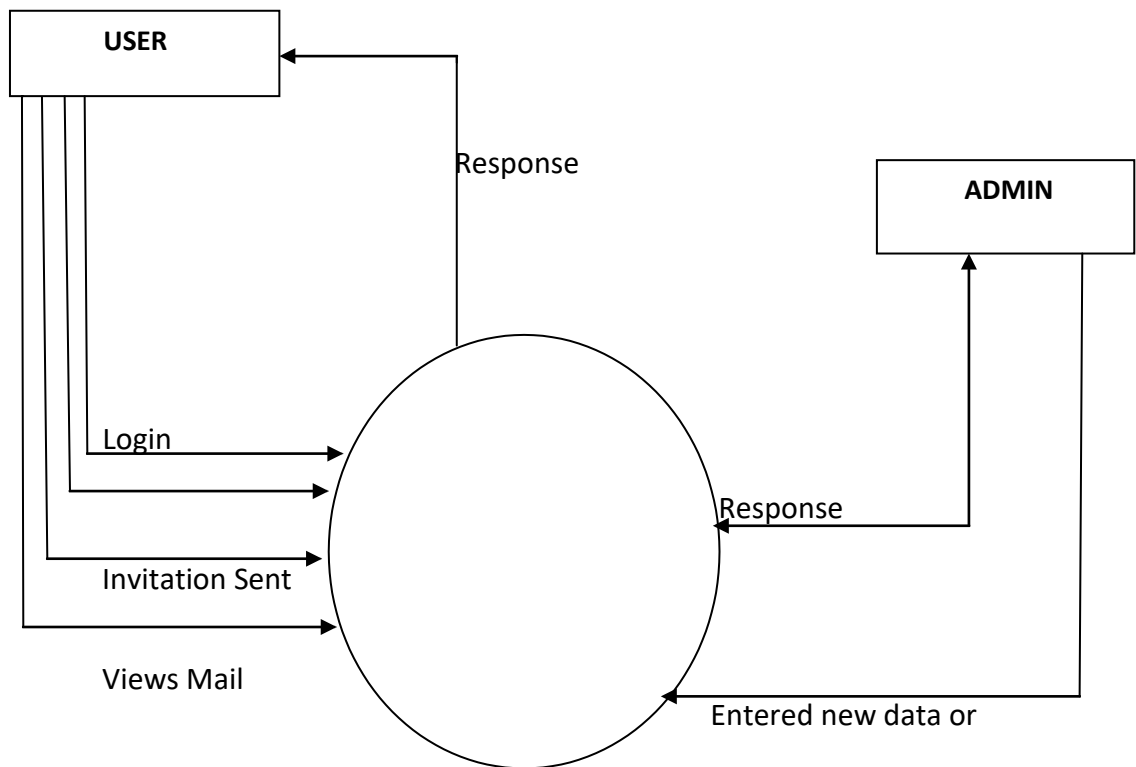 USER
Response
ADMIN
Login
Response
Invitation Sent
Views Mail
Entered new data or